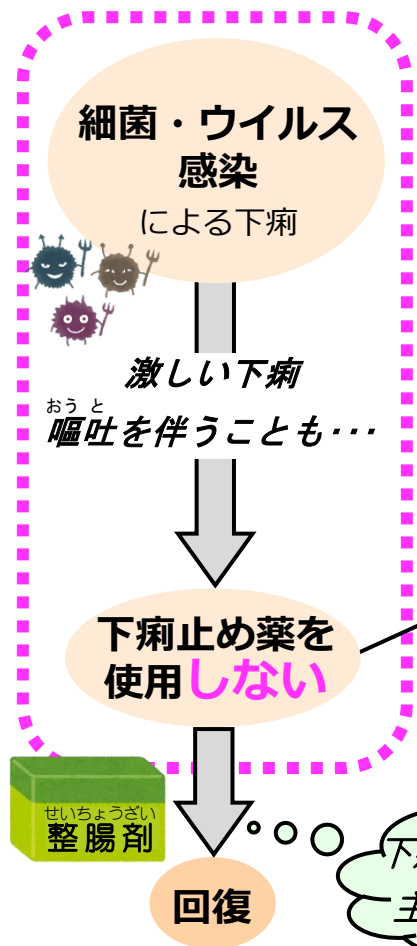 細菌・ウイルス
感染
による下痢
激しい下痢
おうと
嘔吐を伴うことも･･･
下痢止め薬を
使用しない
せいちょうざい
整腸剤
回復
下
主